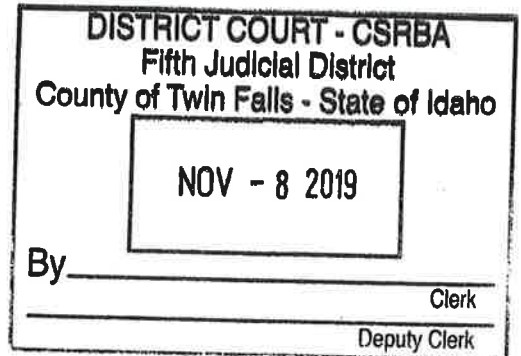 DISTRICT COURT - CSRBA
Fifth Judicial District
County of Twin Falls - State of Idaho
NOV - 8 2019
By
Clerk
Deputy Clerk